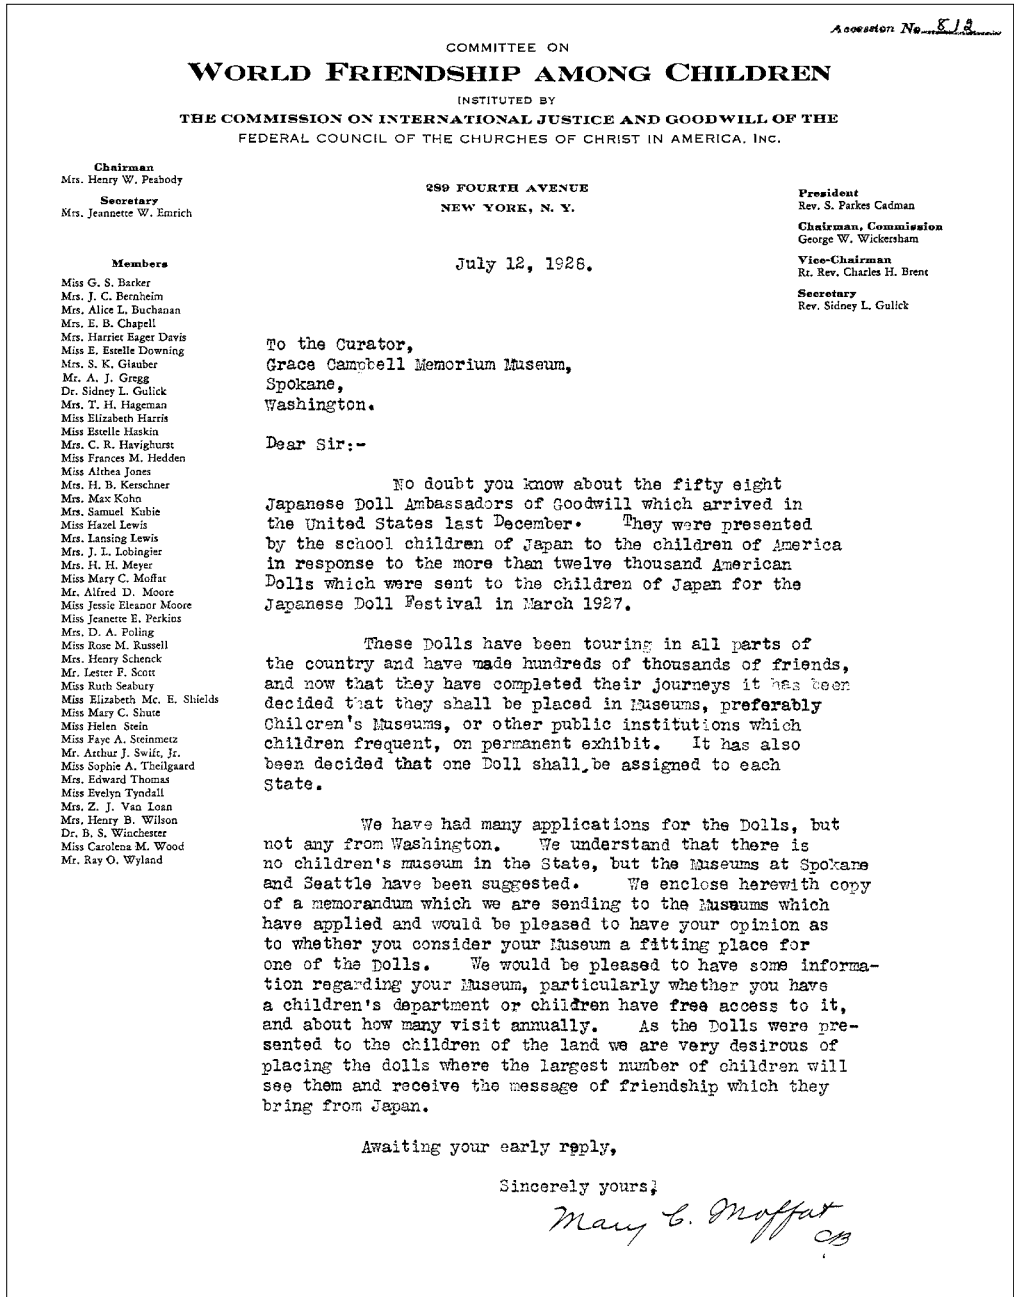 Accession No. 812
COMMITTEE ON
WORLD FRIENDSHIP AMONG CHILDREN
INSTITUTED BY
THE COMMISSION ON INTERNATIONAL JUSTICE AND GOODWILL OF THE
FEDERAL COUNCIL OF THE CHURCHES OF CHRIST IN AMERICA, INC.
Chairman
Mrs. Henry W. Peabody
Secretary
Mrs. Jeannette W. Emrich
289 FOURTH AVENUE
NEW YORK, N. Y.
President
Rev. S. Parkes Cadman
Chairman, Commission
George W. Wickersham
Vice-Chairman
Rt. Rev. Charles H. Brent
Secretary
Rev. Sidney L. Gulick
Members
Miss G. S. Barker
Mrs. J. C. Bernheim
Mrs. Alice L. Buchanan
Mrs. E. B. Chapell
Mrs. Harriet Eager Davis
Miss E. Estelle Downing
Mrs. S. K. Glauber
Mr. A. J. Gregg
Dr. Sidney L. Gulick
Mrs. T. H. Hageman
Miss Elizabeth Harris
Miss Estelle Haskin
Mrs. C. R. Havighurst
Miss Frances M. Hedden
Miss Althea Jones
Mrs. H. B. Kerschner
Mrs. Max Kohn
Mrs. Samuel Kubie
Miss Hazel Lewis
Mrs. Lansing Lewis
Mrs. J. L. Lobingier
Mrs. H. H. Meyer
Miss Mary C. Moffat
Mr. Alfred D. Moore
Miss Jessie Eleanor Moore
Miss Jeanette E. Perkins
Mrs. D. A. Poling
Miss Rose M. Russell
Mrs. Henry Schenck
Mr. Lester F. Scott
Miss Ruth Seabury
Miss Elizabeth Mc. E. Shields
Miss Mary C. Shute
Miss Helen Stein
Miss Faye A. Steinmetz
Mr. Arthur J. Swift, Jr.
Miss Sophie A. Theilgaard
Mrs. Edward Thomas
Miss Evelyn Tyndall
Mrs. Z. J. Van Loan
Mrs. Henry B. Wilson
Dr. B. S. Winchester
Miss Carolena M. Wood
Mr. Ray O. Wyland
July 12, 1928.
To the Curator,
Grace Campbell Memorium Museum,
Spokane,
Washington.
Dear Sir:-
No doubt you know about the fifty eight
Japanese Doll Ambassadors of Goodwill which arrived in
the United States last December. They were presented
by the school children of Japan to the children of America
in response to the more than twelve thousand American
Dolls which were sent to the children of Japan for the
Japanese Doll Festival in March 1927.
These Dolls have been touring in all parts of
the country and have made hundreds of thousands of friends,
and now that they have completed their journeys it has been
decided that they shall be placed in Museums, preferably
Chilcren's Museums, or other public institutions which
children frequent, on permanent exhibit. It has also
been decided that one Doll shall be assigned to each
State.
We have had many applications for the Dolls, but
not any from Washington. We understand that there is
no children's museum in the State, but the Museums at Spokane
and Seattle have been suggested. We enclose herewith copy
of a memorandum which we are sending to the Museums which
have applied and would be pleased to have your opinion as
to whether you consider your Museum a fitting place for
one of the Dolls. We would be pleased to have some informa-
tion regarding your Museum, particularly whether you have
a children's department or children have free access to it,
and about how many visit annually. As the Dolls were pre-
sented to the children of the land we are very desirous of
placing the dolls where the largest number of children will
see them and receive the message of friendship which they
bring from Japan.
Awaiting your early reply,
Sincerely yours,
Mary C. Moffat
CB